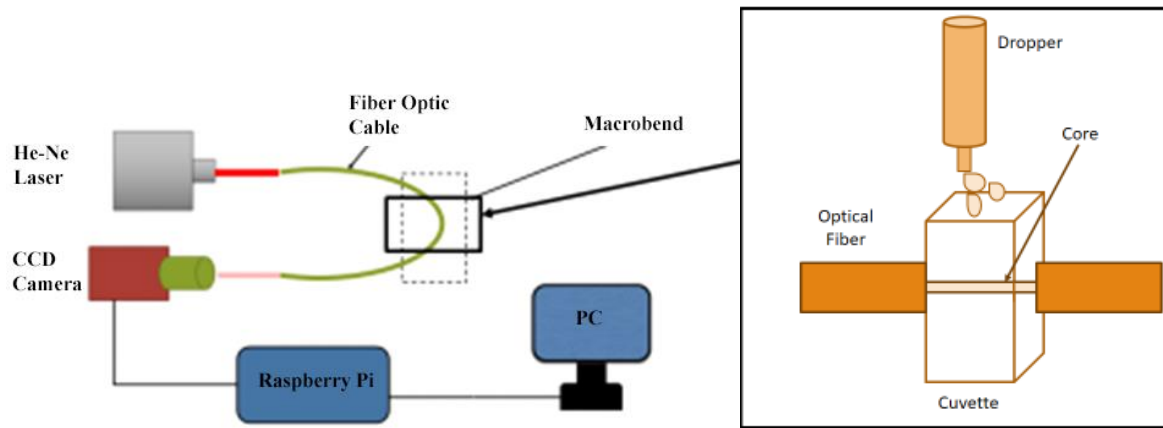 He-Ne
Laser
Fiber Optic
Cable
Macrobend
CCD
Camera
Raspberry Pi
PC
Dropper
Core
Optical
Fiber
Cuvette